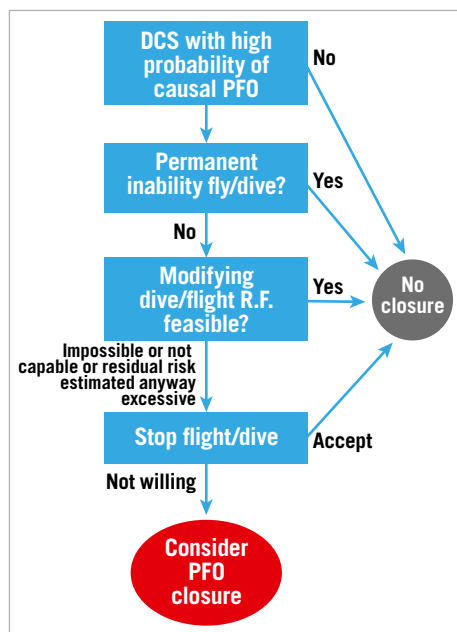 DCS with high
probability of
causal PFO
No
Permanent
inability fly/dive?
Yes
No
Modifying
dive/flight R.F.
feasible?
Yes
No
closure
Impossible or not
capable or residual risk
estimated anyway
excessive
Stop flight/dive
Accept
Not willing
Consider
PFO
closure